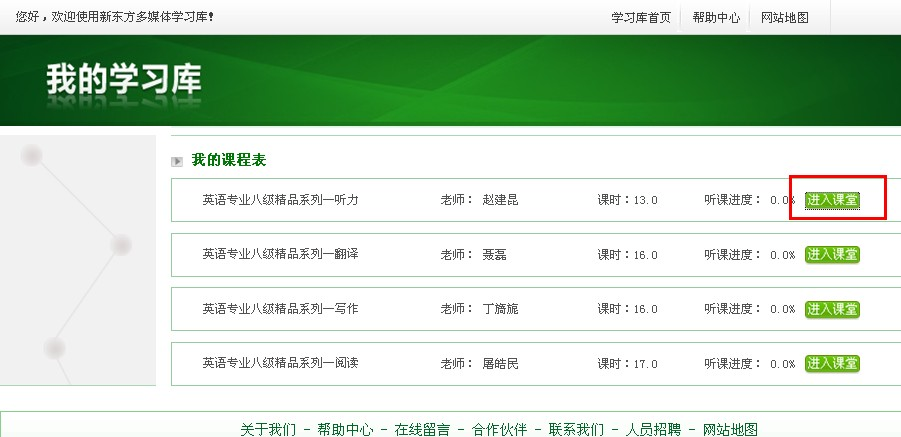 您好，欢迎使用新东方多媒体学习库！ 学习库首页 帮助中心 网站地图
我的学习库
我的课程表
英语专业八级精品系列—听力 老师： 赵建昆 课时：13.0 听课进度： 0.0% 进入课堂
英语专业八级精品系列—翻译 老师： 聂磊 课时：16.0 听课进度： 0.0% 进入课堂
英语专业八级精品系列—写作 老师： 丁旖旎 课时：16.0 听课进度： 0.0% 进入课堂
英语专业八级精品系列—阅读 老师： 屠皓民 课时：17.0 听课进度： 0.0% 进入课堂
关于我们 - 帮助中心 - 在线留言 - 合作伙伴 - 联系我们 - 人员招聘 - 网站地图